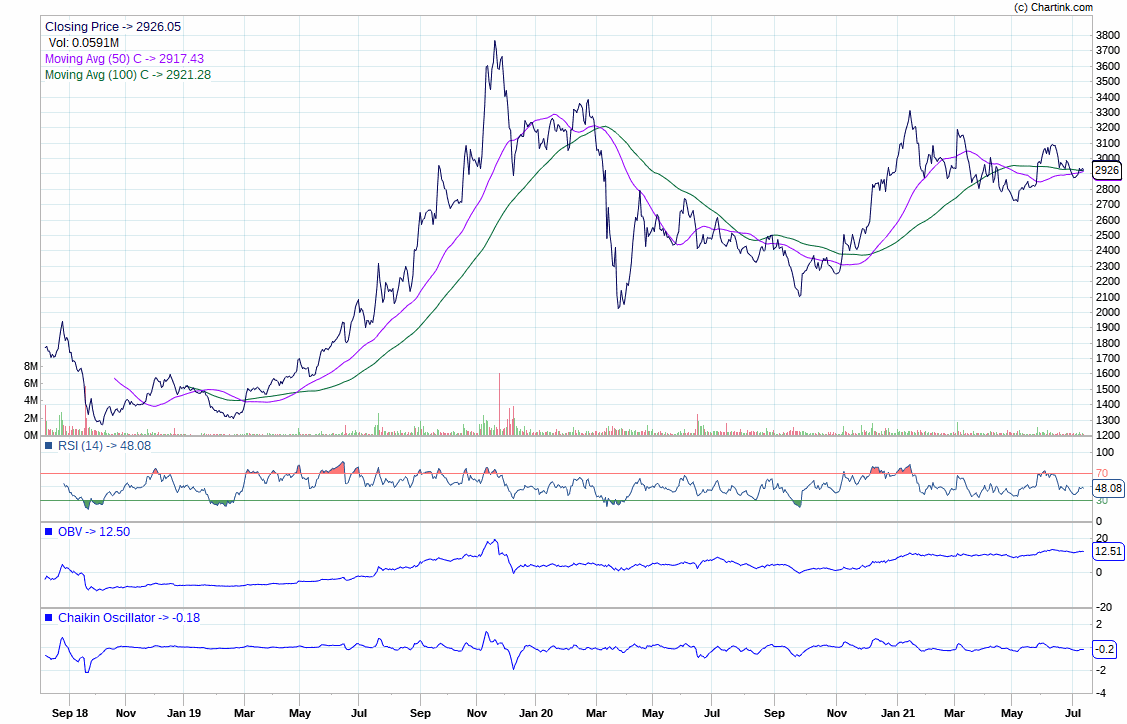 (c) Chartink.com
Closing Price -> 2926.05
Vol: 0.0591M
Moving Avg (50) C -> 2917.43
Moving Avg (100) C -> 2921.28
3800
3700
3600
3500
3400
3300
3200
3100
3000
2926
2800
2700
2600
2500
2400
2300
2200
2100
2000
1900
1800
1700
1600
1500
1400
1300
1200
8M
6M
4M
2M
0M
RSI (14) -> 48.08
100
70
48.08
30
0
OBV -> 12.50
20
12.51
0
-20
Chaikin Oscillator -> -0.18
2
-0.2
-2
-4
Sep 18 Nov Jan 19 Mar May Jul Sep Nov Jan 20 Mar May Jul Sep Nov Jan 21 Mar May Jul